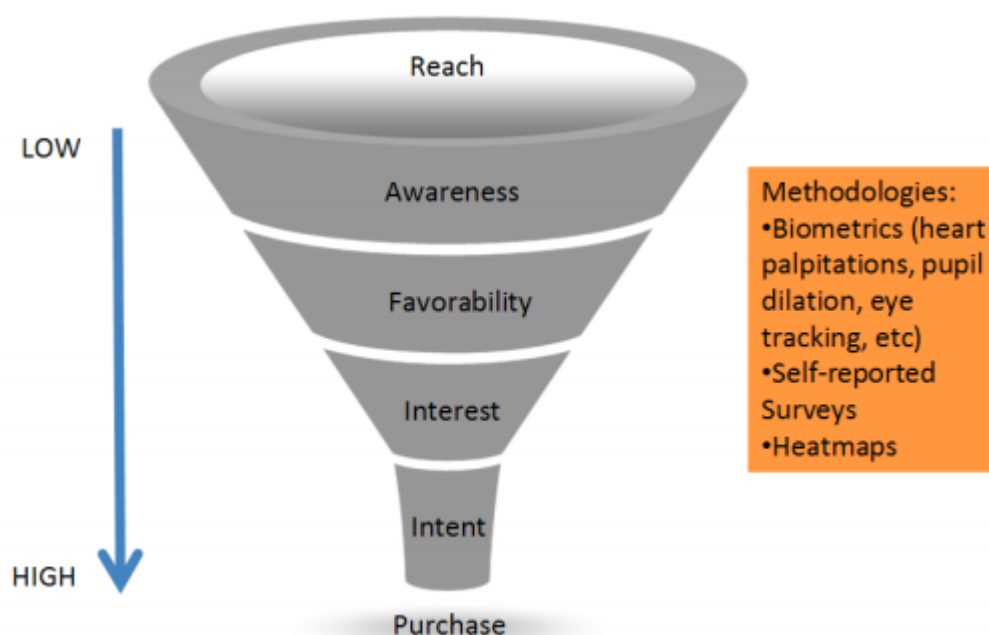 Reach
LOW
Awareness
Favorability
Interest
Intent
HIGH
Purchase
Methodologies:
•Biometrics (heart
palpitations, pupil
dilation, eye
tracking, etc)
•Self-reported
Surveys
•Heatmaps